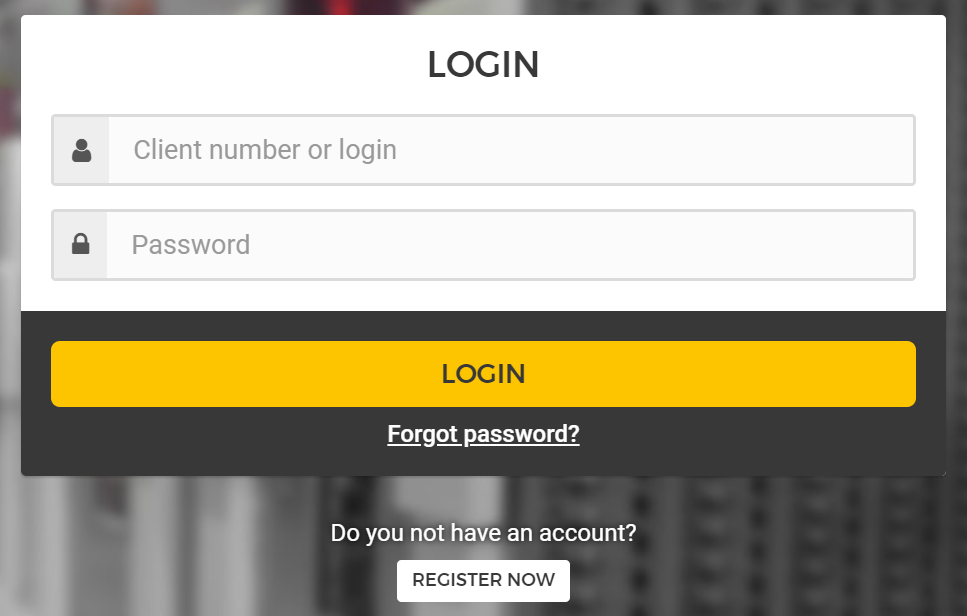 LOGIN
Client number or login
Password
LOGIN
Forgot password?
Do you not have an account?
REGISTER NOW